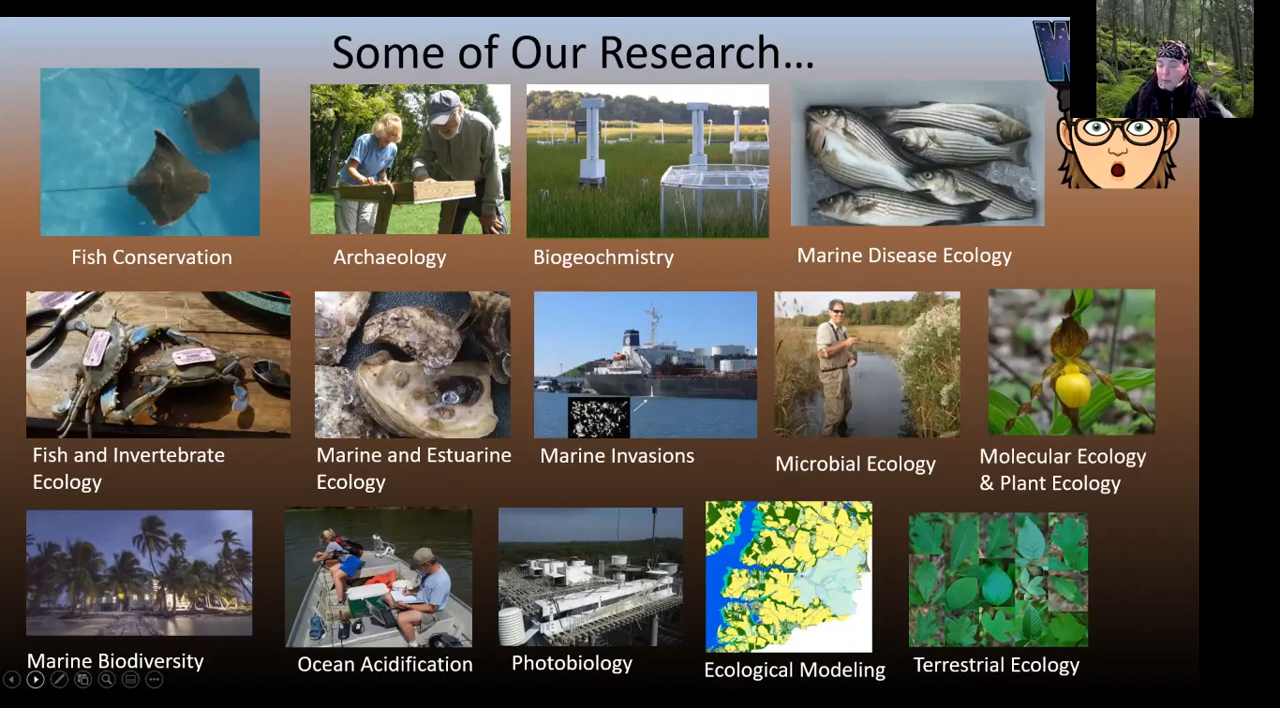 Some of Our Research...
W
Fish Conservation
Archaeology
Biogeochmistry
Marine Disease Ecology
Fish and Invertebrate
Ecology
Marine and Estuarine
Ecology
Marine Invasions
Microbial Ecology
Molecular Ecology
& Plant Ecology
Marine Biodiversity
Ocean Acidification
Photobiology
Ecological Modeling
Terrestrial Ecology